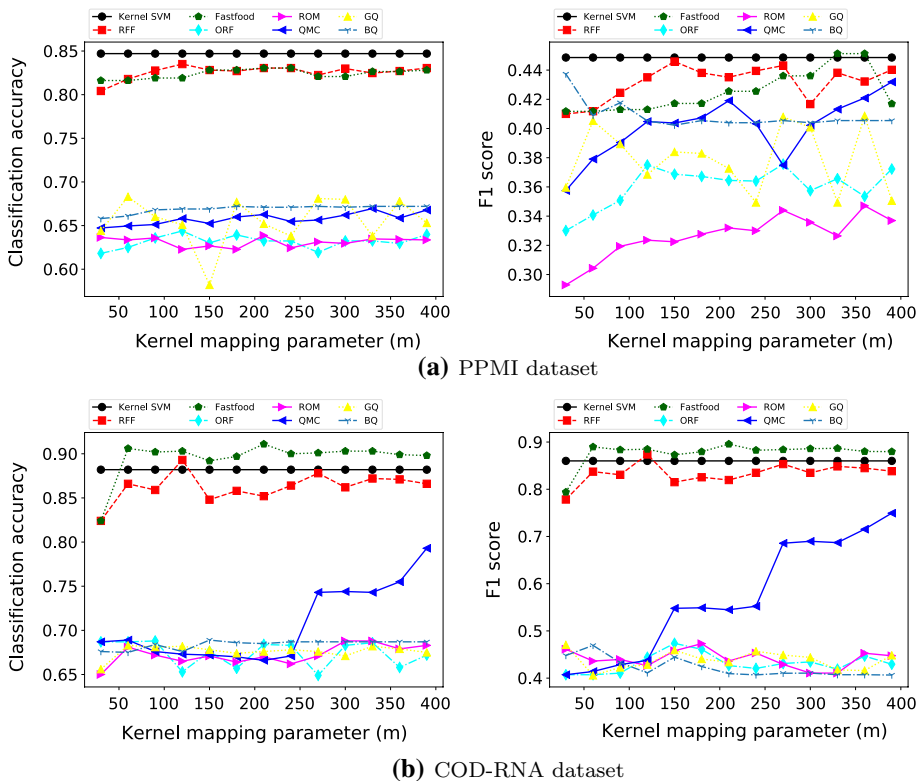 Kernel SVM Fastfood ROM GQ
RFF ORF QMC BQ
Kernel SVM Fastfood ROM GQ
RFF ORF QMC BQ
Classification accuracy
0.85
0.80
0.75
0.70
0.65
0.60
50 100 150 200 250 300 350 400
Kernel mapping parameter (m)
F1 score
0.44
0.42
0.40
0.38
0.36
0.34
0.32
0.30
50 100 150 200 250 300 350 400
Kernel mapping parameter (m)
(a) PPMI dataset
Kernel SVM Fastfood ROM GQ
RFF ORF QMC BQ
Kernel SVM Fastfood ROM GQ
RFF ORF QMC BQ
Classification accuracy
0.90
0.85
0.80
0.75
0.70
0.65
50 100 150 200 250 300 350 400
Kernel mapping parameter (m)
F1 score
0.9
0.8
0.7
0.6
0.5
0.4
50 100 150 200 250 300 350 400
Kernel mapping parameter (m)
(b) COD-RNA dataset